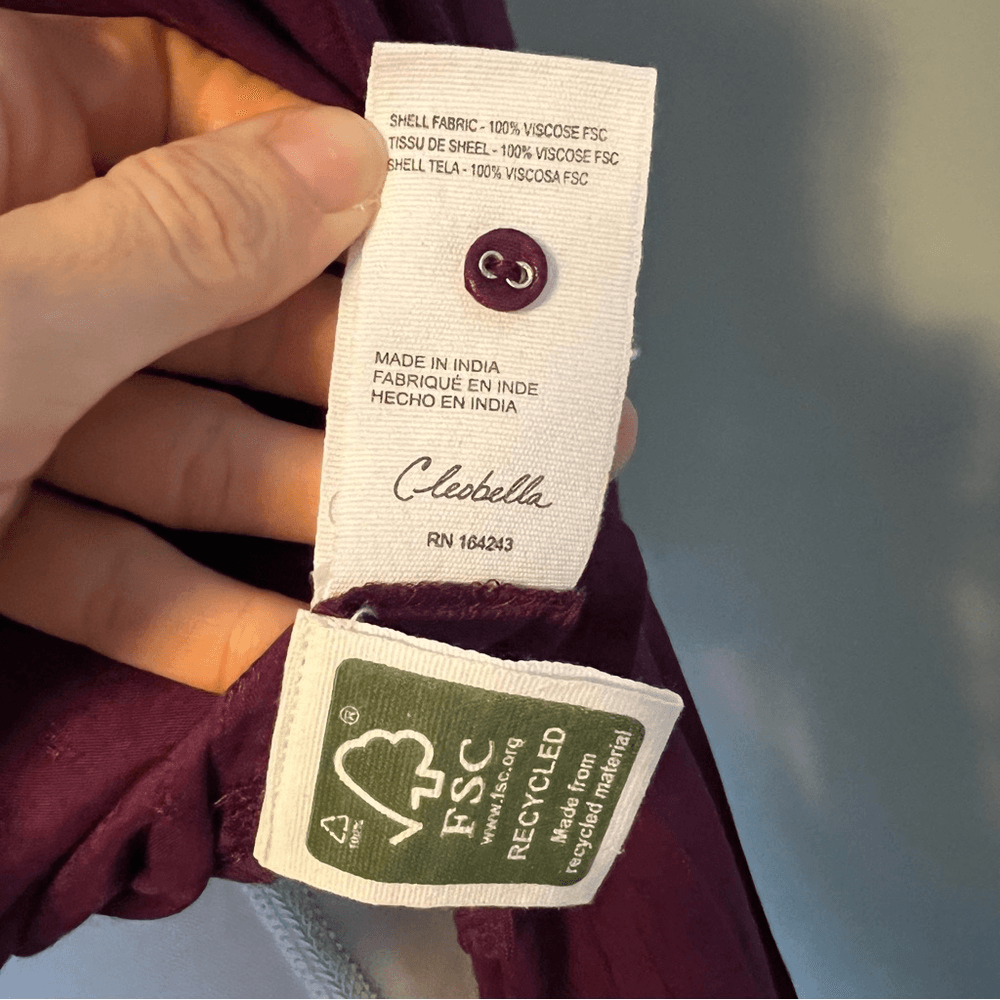 SHELL FABRIC - 100% VISCOSE FSC
TISSU DE SHEEL - 100% VISCOSE FSC
SHELL TELA - 100% VISCOSA FSC
MADE IN INDIA
FABRIQUÉ EN INDE
HECHO EN INDIA
Cleobella
RN 164243
®
100%
FSC
www.fsc.org
RECYCLED
Made from
recycled material